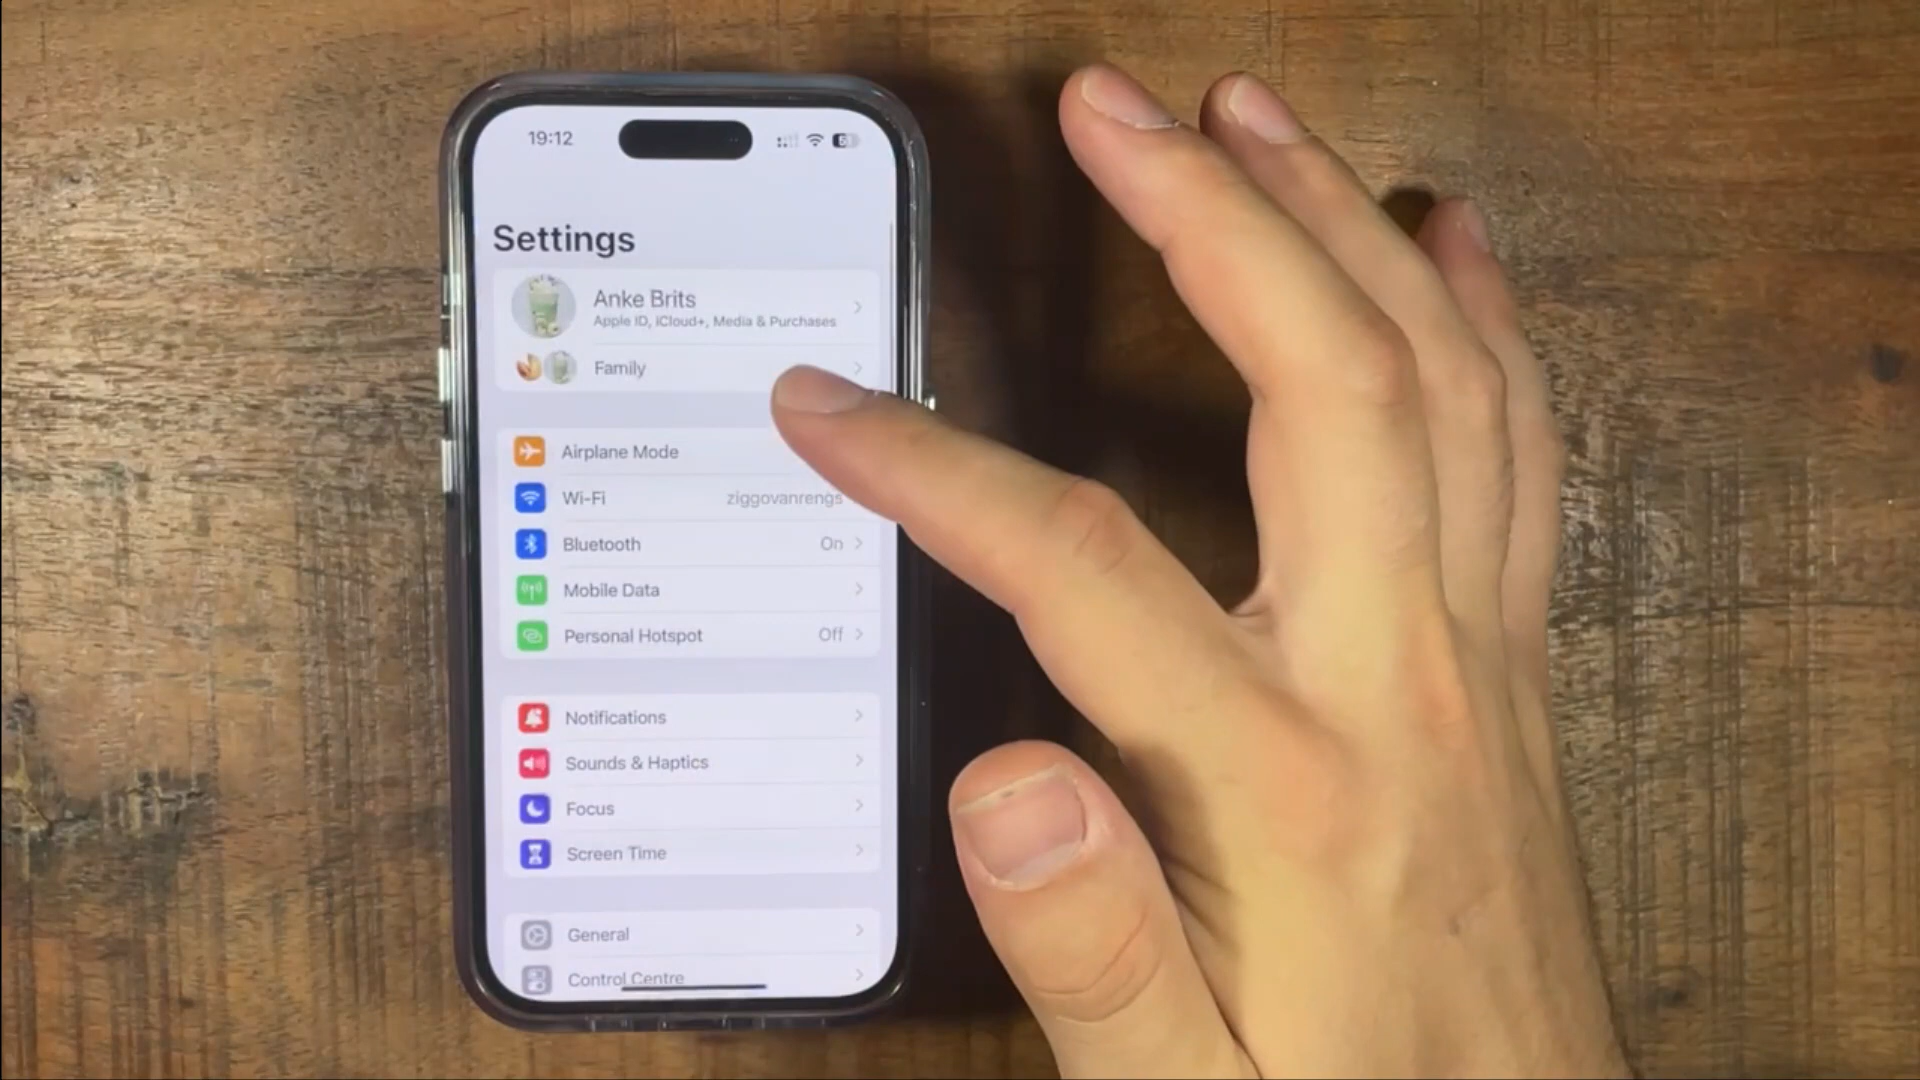 19:12
Settings
Anke Brits
Apple ID, iCloud+, Media & Purchases
Family
Airplane Mode
Wi-Fi ziggovanrengs
Bluetooth On
Mobile Data
Personal Hotspot Off
Notifications
Sounds & Haptics
Focus
Screen Time
General
Control Centre